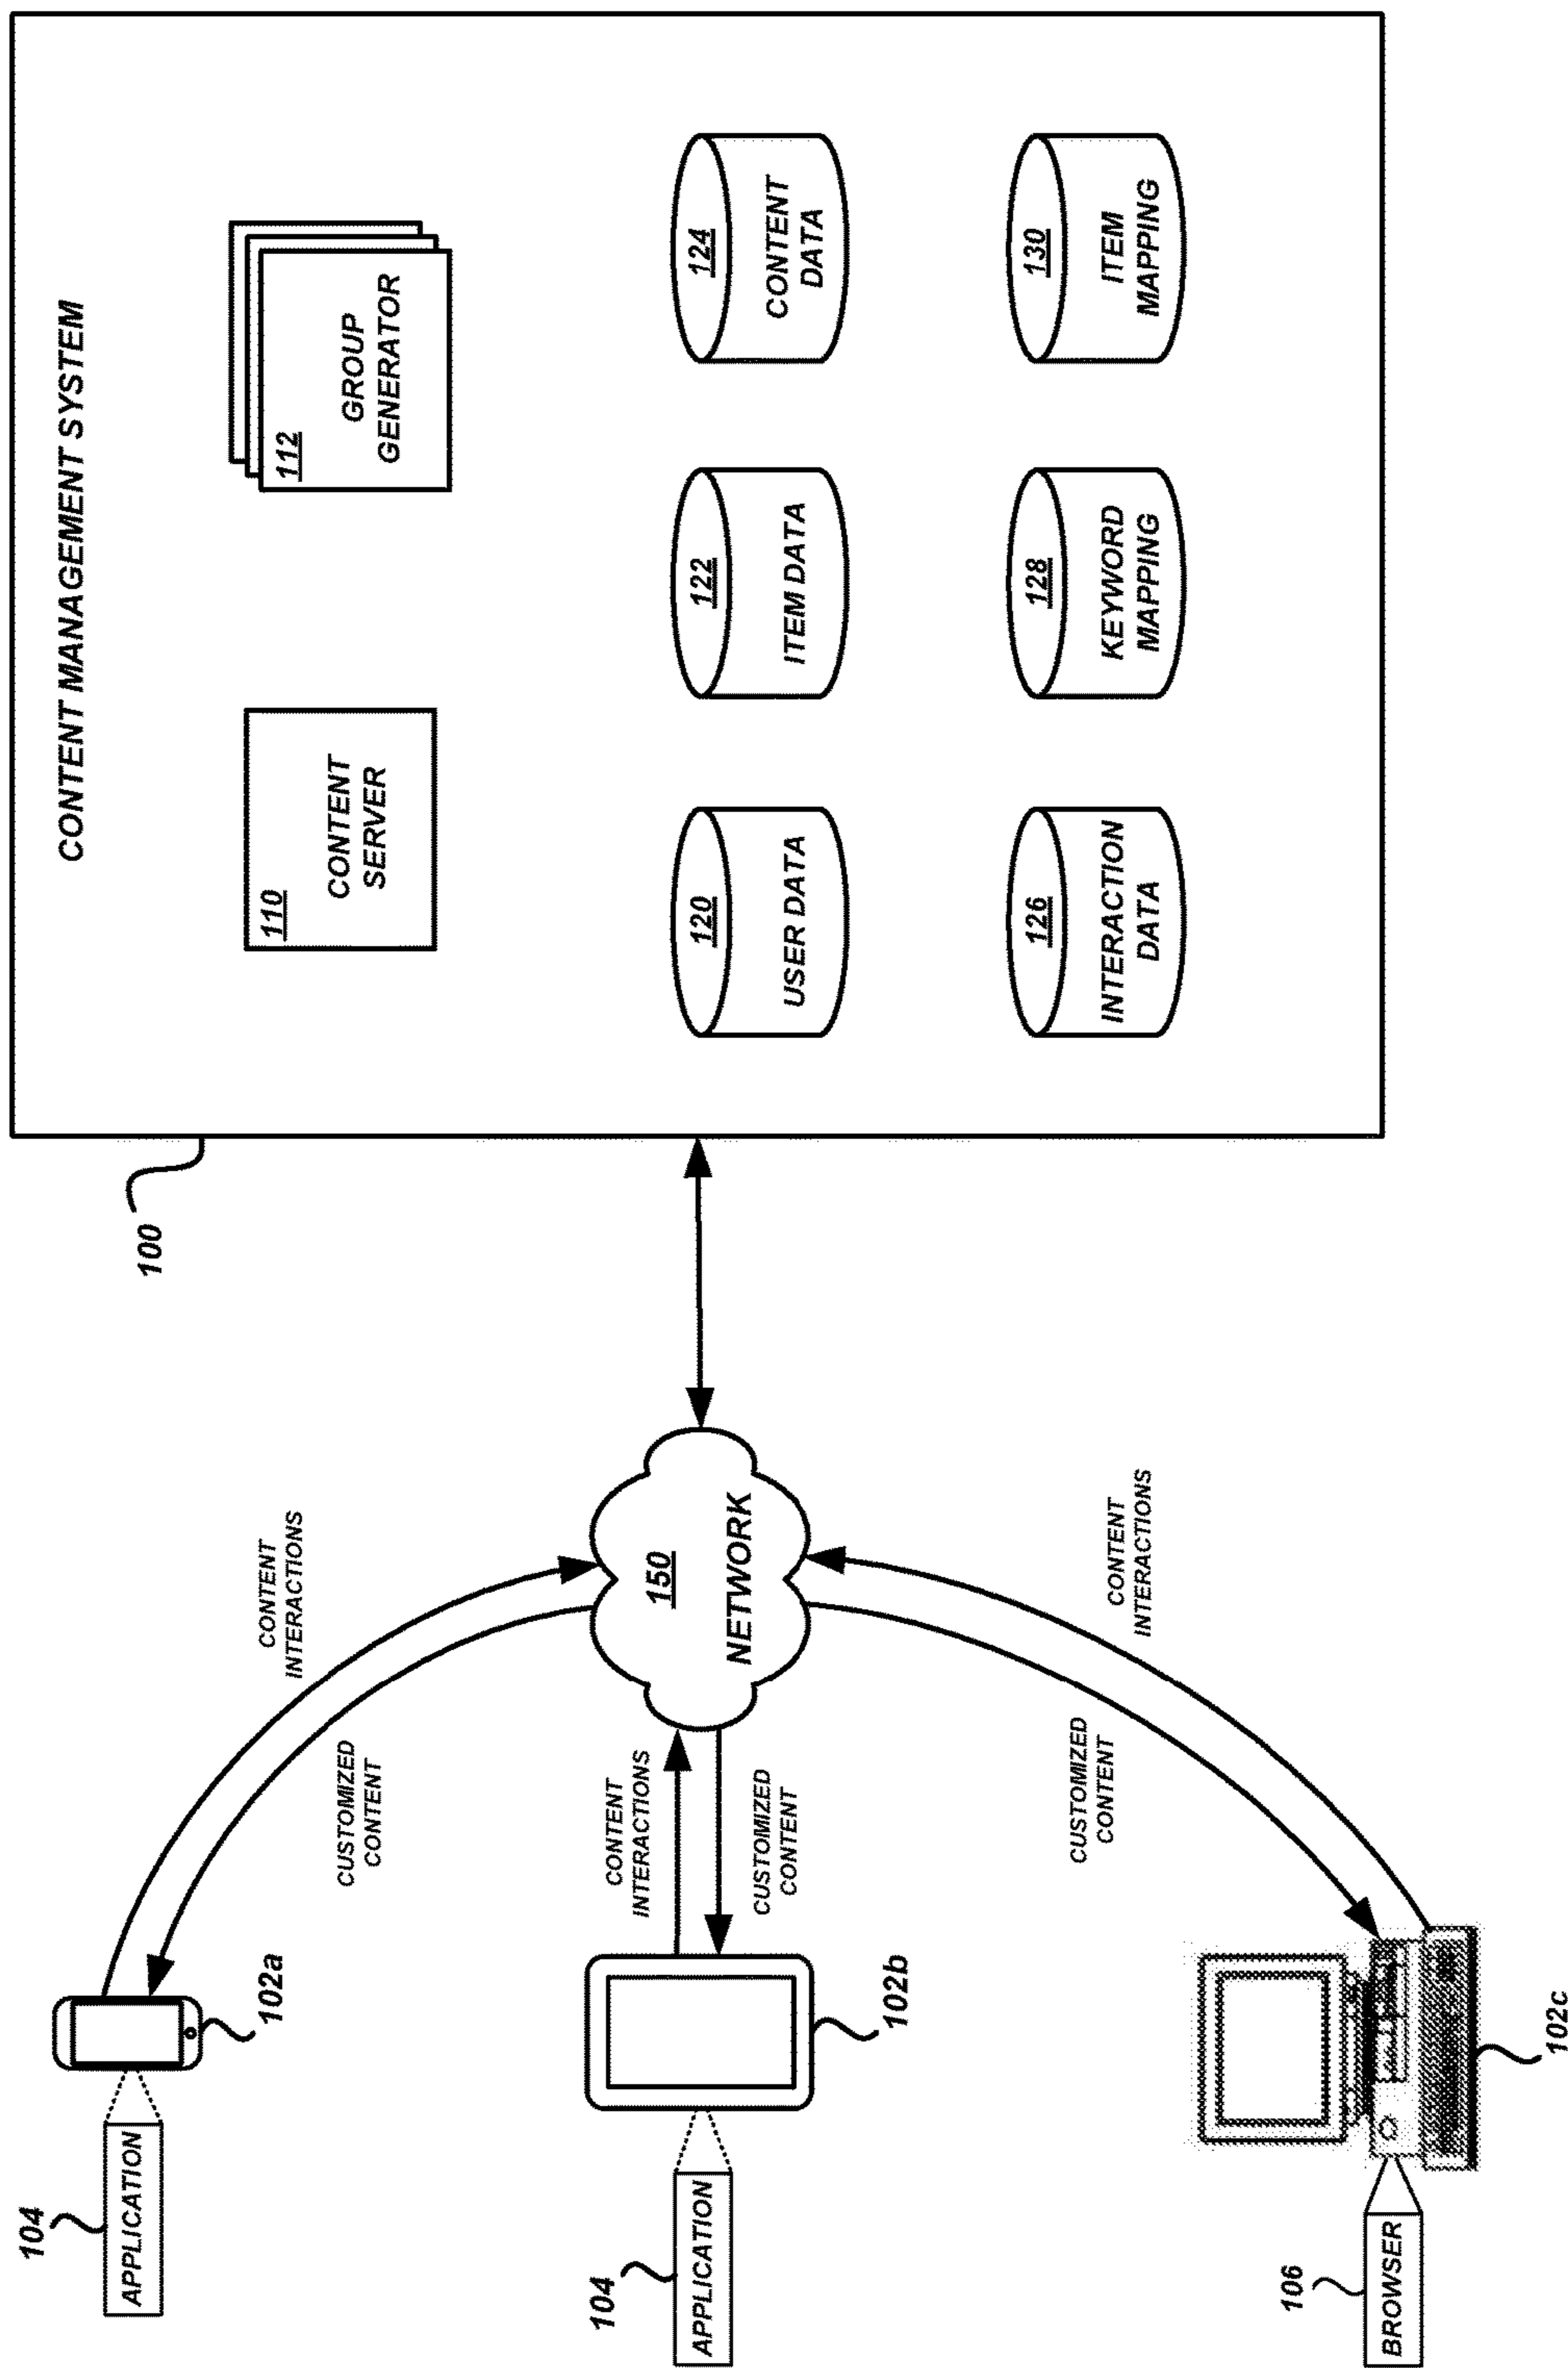 104
APPLICATION
102a
CONTENT
INTERACTIONS
CUSTOMIZED
CONTENT
104
APPLICATION
102b
CONTENT
INTERACTIONS
CUSTOMIZED
CONTENT
106
BROWSER
102c
CONTENT
INTERACTIONS
CUSTOMIZED
CONTENT
150
NETWORK
100
CONTENT MANAGEMENT SYSTEM
110
CONTENT
SERVER
112
GROUP
GENERATOR
120
USER DATA
122
ITEM DATA
124
CONTENT
DATA
126
INTERACTION
DATA
128
KEYWORD
MAPPING
130
ITEM
MAPPING